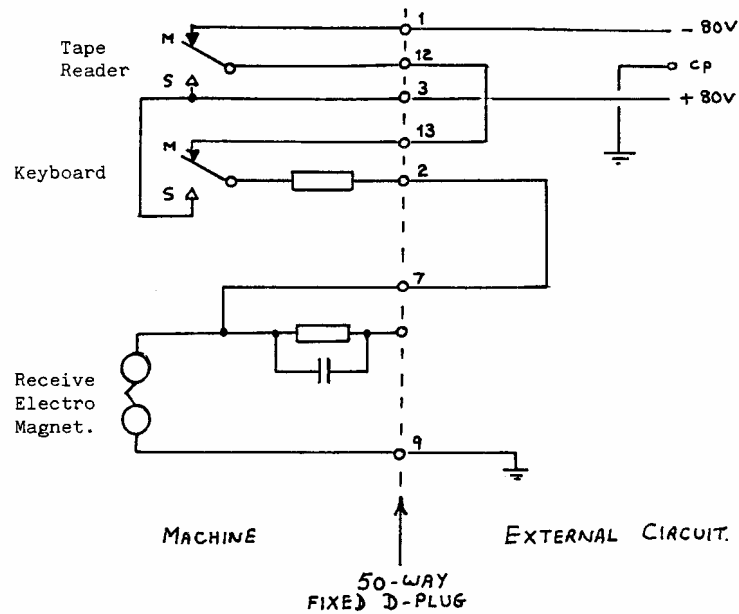 1
- 80V
Tape
Reader
M
12
CP
S
3
+ 80V
13
M
Keyboard
2
S
7
Receive
Electro
Magnet.
9
MACHINE
EXTERNAL CIRCUIT.
50-WAY
FIXED D-PLUG